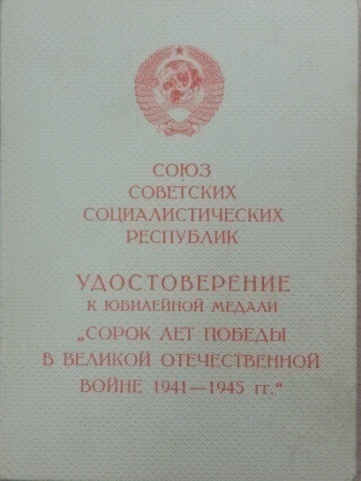 СОЮЗ
СОВЕТСКИХ
СОЦИАЛИСТИЧЕСКИХ
РЕСПУБЛИК
УДОСТОВЕРЕНИЕ
К ЮБИЛЕЙНОЙ МЕДАЛИ
„СОРОК ЛЕТ ПОБЕДЫ
В ВЕЛИКОЙ ОТЕЧЕСТВЕННОЙ
ВОЙНЕ 1941—1945 гг.“